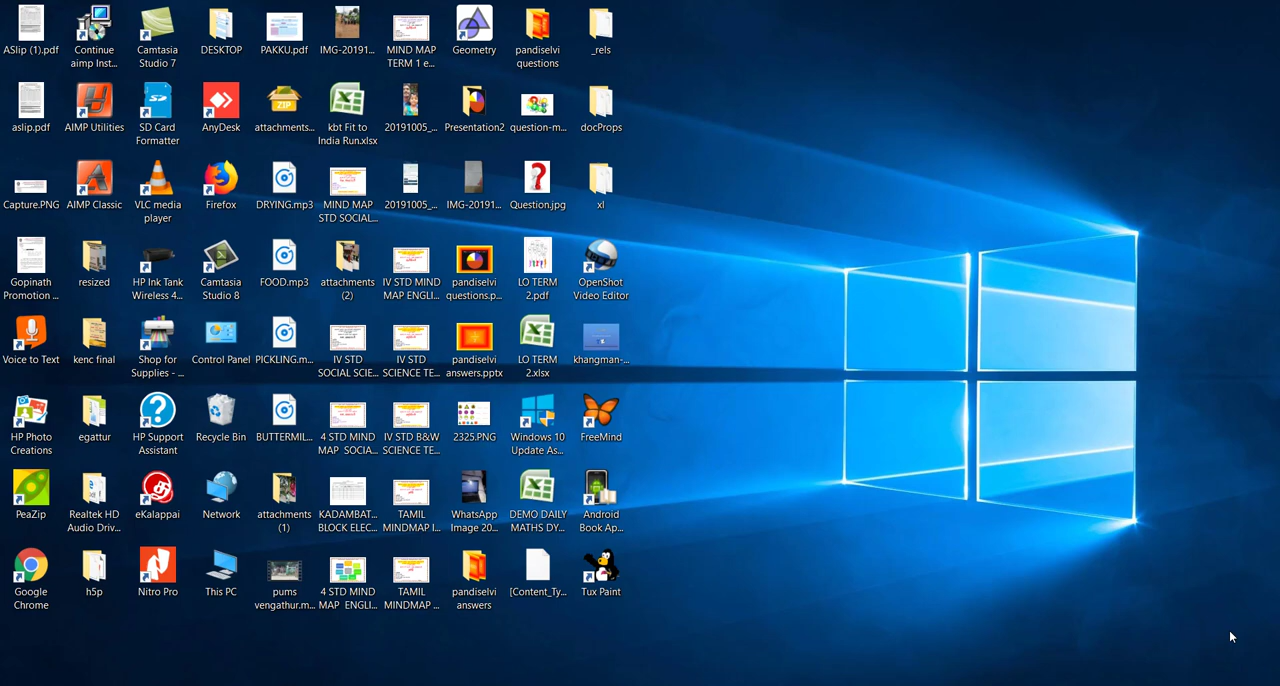 ASlip (1).pdf
Continue
aimp Inst...
Camtasia
Studio 7
DESKTOP
PAKKU.pdf
IMG-20191...
MIND MAP
TERM 1 e...
Geometry
pandiselvi
questions
_rels
aslip.pdf
AIMP Utilities
SD Card
Formatter
AnyDesk
ZIP
attachments...
kbt Fit to
India Run.xlsx
20191005_...
Presentation2
question-m...
docProps
Capture.PNG
AIMP Classic
VLC media
player
Firefox
DRYING.mp3
MIND MAP
STD SOCIAL...
20191005_...
IMG-20191...
Question.jpg
xl
Gopinath
Promotion ...
resized
HP Ink Tank
Wireless 4...
Camtasia
Studio 8
FOOD.mp3
attachments
(2)
IV STD MIND
MAP ENGLI...
pandiselvi
questions.p...
LO TERM
2.pdf
OpenShot
Video Editor
Voice to Text
kenc final
Shop for
Supplies - ...
Control Panel
PICKLING.m...
IV STD
SOCIAL SCIE...
IV STD
SCIENCE TE...
pandiselvi
answers.pptx
LO TERM
2.xlsx
khangman-...
HP Photo
Creations
egattur
HP Support
Assistant
Recycle Bin
BUTTERMIL...
4 STD MIND
MAP SOCIA...
IV STD B&W
SCIENCE TE...
2325.PNG
Windows 10
Update As...
FreeMind
PeaZip
Realtek HD
Audio Driv...
eKalappai
Network
attachments
(1)
KADAMBAT...
BLOCK ELEC...
TAMIL
MINDMAP I...
WhatsApp
Image 20...
DEMO DAILY
MATHS DY...
Android
Book Ap...
Google
Chrome
h5p
Nitro Pro
This PC
pums
vengathur.m...
4 STD MIND
MAP ENGLI...
TAMIL
MINDMAP ...
pandiselvi
answers
[Content_Ty...
Tux Paint